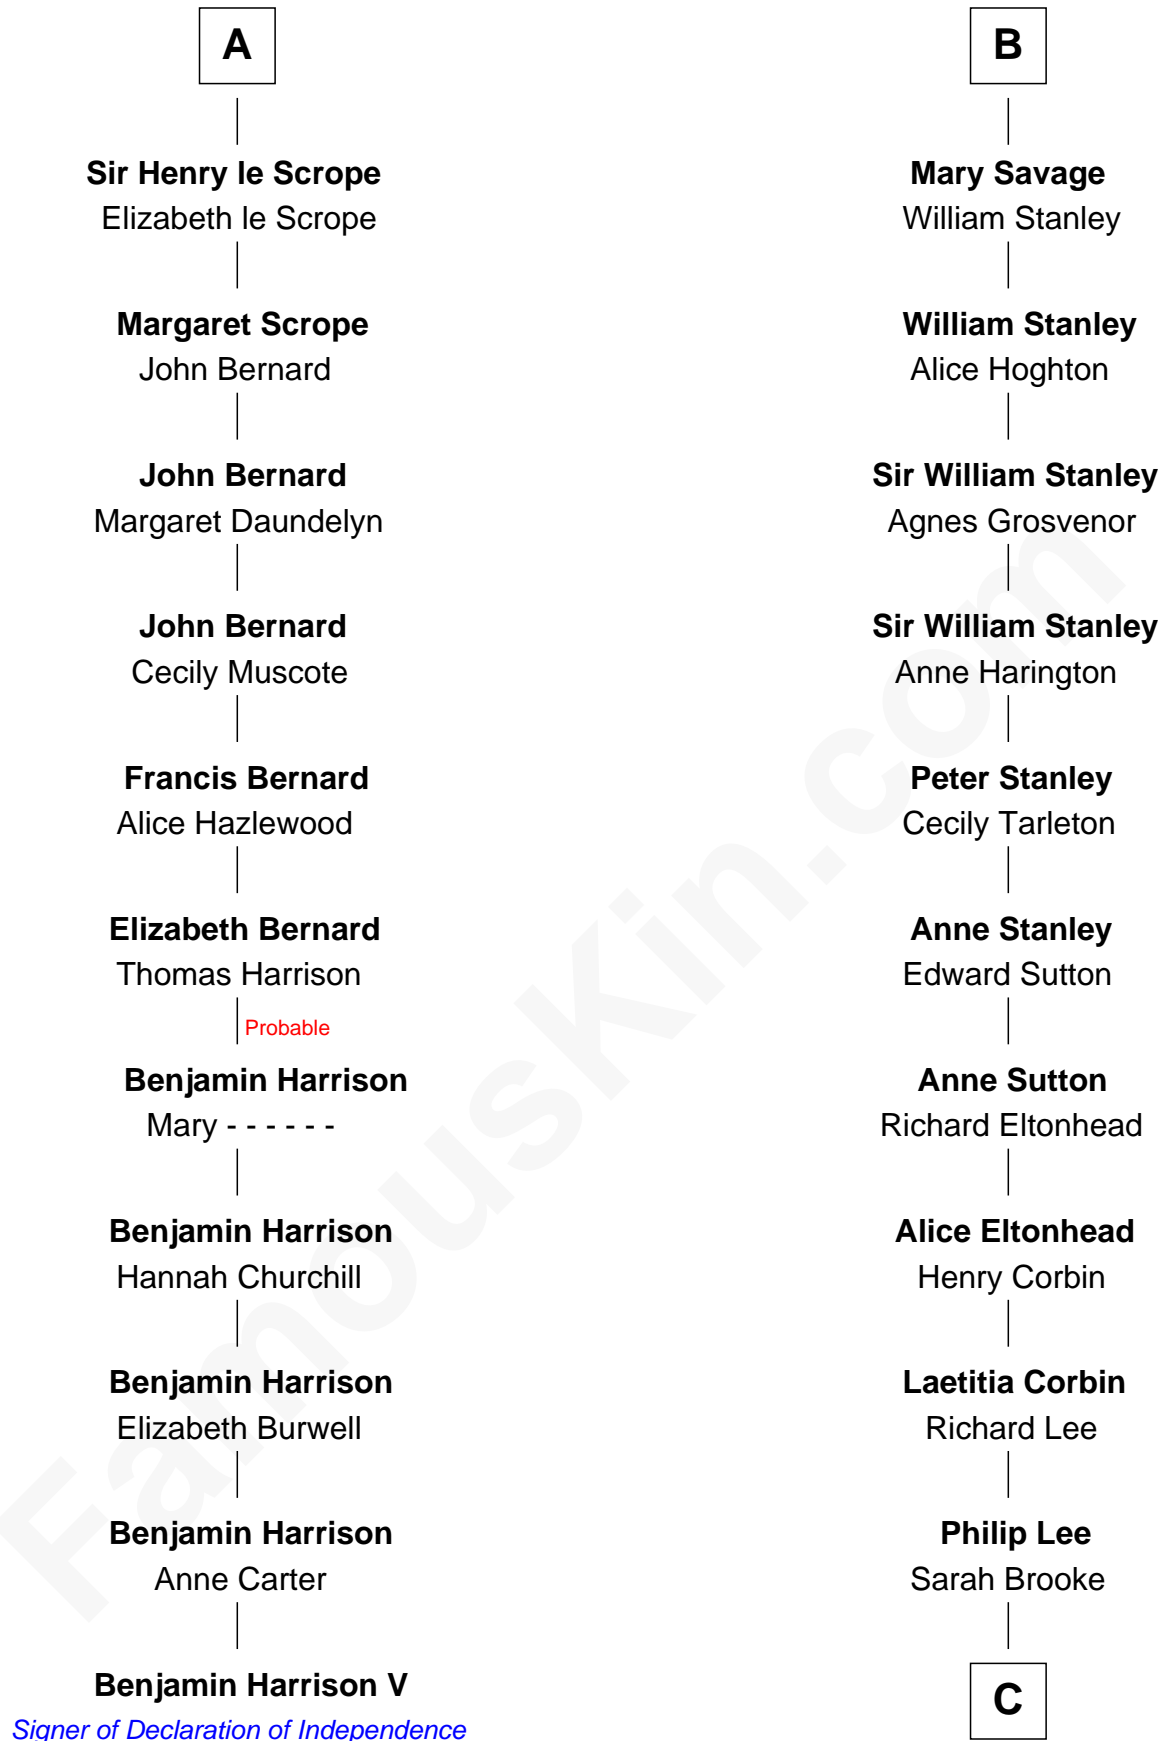 A
Sir Henry le Scrope
Elizabeth le Scrope
Margaret Scrope
John Bernard
John Bernard
Margaret Daundelyn
John Bernard
Cecily Muscote
Francis Bernard
Alice Hazlewood
Elizabeth Bernard
Thomas Harrison
Probable
Benjamin Harrison
Mary - - - - - -
Benjamin Harrison
Hannah Churchill
Benjamin Harrison
Elizabeth Burwell
Benjamin Harrison
Anne Carter
Benjamin Harrison V
Signer of Declaration of Independence
B
Mary Savage
William Stanley
William Stanley
Alice Hoghton
Sir William Stanley
Agnes Grosvenor
Sir William Stanley
Anne Harington
Peter Stanley
Cecily Tarleton
Anne Stanley
Edward Sutton
Anne Sutton
Richard Eltonhead
Alice Eltonhead
Henry Corbin
Laetitia Corbin
Richard Lee
Philip Lee
Sarah Brooke
C
FamousKin.com